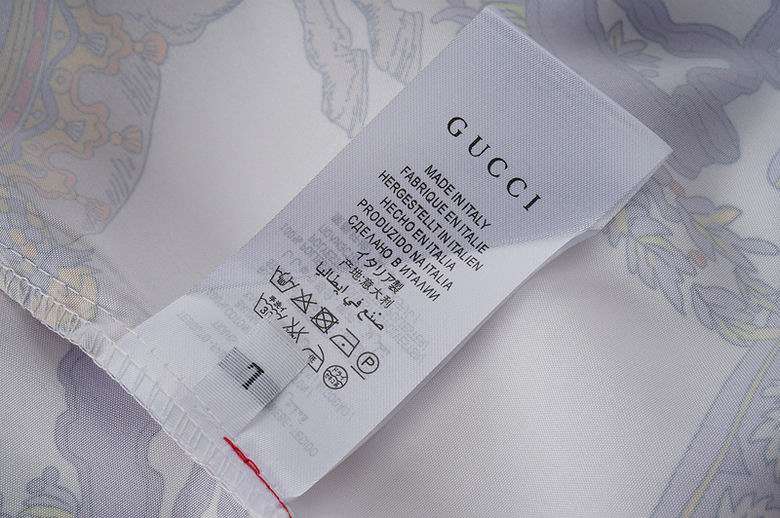 GUCCI
MADE IN ITALY
FABRIQUE EN ITALIE
HERGESTELLT IN ITALIEN
HECHO EN ITALIA
PRODUZIDO NA ITALIA
СДЕЛАНО В ИТАЛИИ
イタリア製
产地意大利
صنع في إيطاليا
P